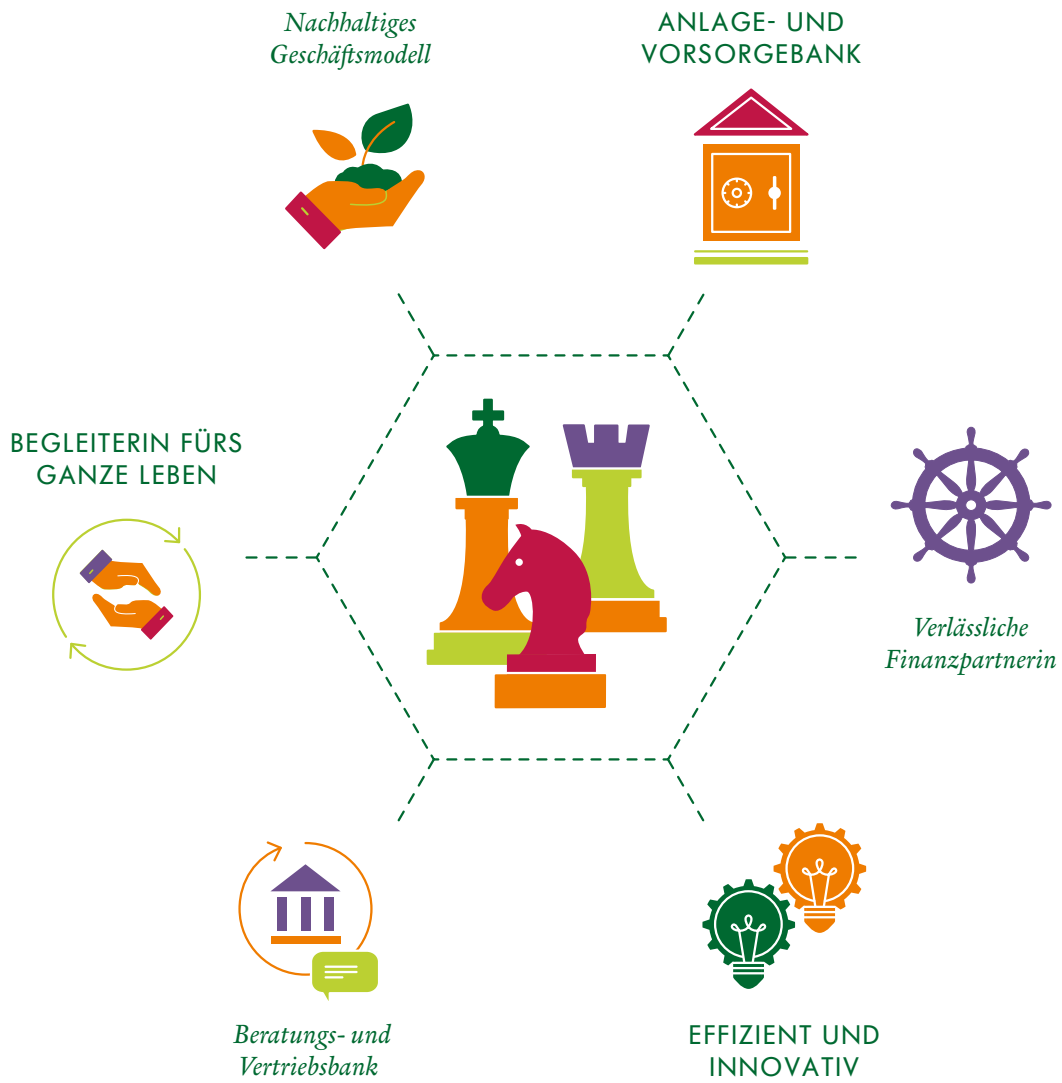 Nachhaltiges
Geschäftsmodell
ANLAGE- UND
VORSORGEBANK
BEGLEITERIN FÜRS
GANZE LEBEN
Verlässliche
Finanzpartnerin
Beratungs- und
Vertriebsbank
EFFIZIENT UND
INNOVATIV